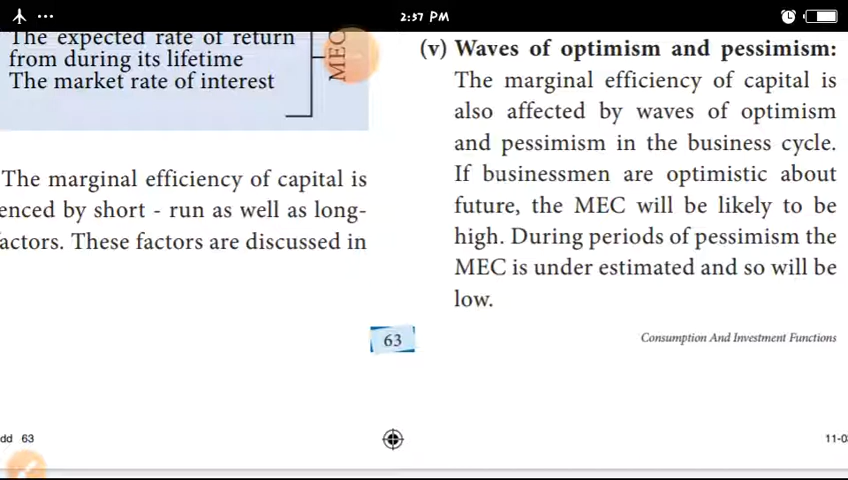 2:57 PM
The expected rate of return
from during its lifetime
The market rate of interest
MEC
The marginal efficiency of capital is
enced by short - run as well as long-
actors. These factors are discussed in
(v) Waves of optimism and pessimism:
The marginal efficiency of capital is
also affected by waves of optimism
and pessimism in the business cycle.
If businessmen are optimistic about
future, the MEC will be likely to be
high. During periods of pessimism the
MEC is under estimated and so will be
low.
63
Consumption And Investment Functions
dd 63
11-0